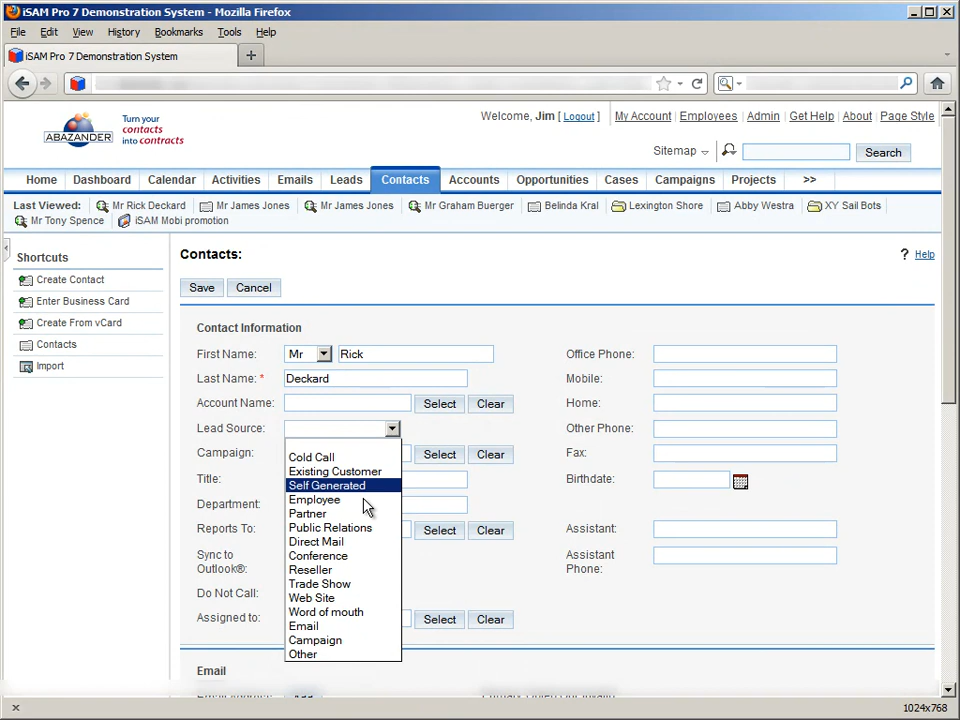 iSAM Pro 7 Demonstration System - Mozilla Firefox
File Edit View History Bookmarks Tools Help
iSAM Pro 7 Demonstration System
ABAZANDER
Turn your
contacts
into contracts
Welcome, Jim [ Logout ] My Account Employees Admin Get Help About Page Style
Sitemap Search
Home Dashboard Calendar Activities Emails Leads Contacts Accounts Opportunities Cases Campaigns Projects >>
Last Viewed: Mr Rick Deckard Mr James Jones Mr James Jones Mr Graham Buerger Belinda Kral Lexington Shore Abby Westra XY Sail Bots
Mr Tony Spence iSAM Mobi promotion
Shortcuts
Create Contact
Enter Business Card
Create From vCard
Contacts
Import
Contacts:
? Help
Save Cancel
Contact Information
First Name: Mr Rick Office Phone:
Last Name: * Deckard Mobile:
Account Name: Select Clear Home:
Lead Source: Other Phone:
Campaign: Select Clear Fax:
Title: Birthdate:
Department:
Reports To: Select Clear Assistant:
Sync to
Outlook®:
Assistant
Phone:
Do Not Call:
Assigned to: Select Clear
Cold Call
Existing Customer
Self Generated
Employee
Partner
Public Relations
Direct Mail
Conference
Reseller
Trade Show
Web Site
Word of mouth
Email
Campaign
Other
Email
1024x768